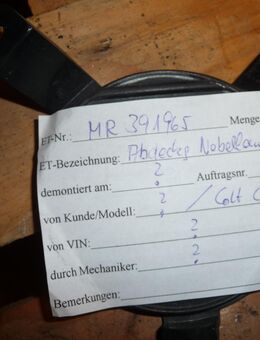 ET-Nr.: MR 391965 Menge
ET-Bezeichnung: Abdeckg Nebellam
demontiert am: ? Auftragsnr.
von Kunde/Modell: ? / Colt C
von VIN: ?
durch Mechaniker: ?
Bemerkungen: